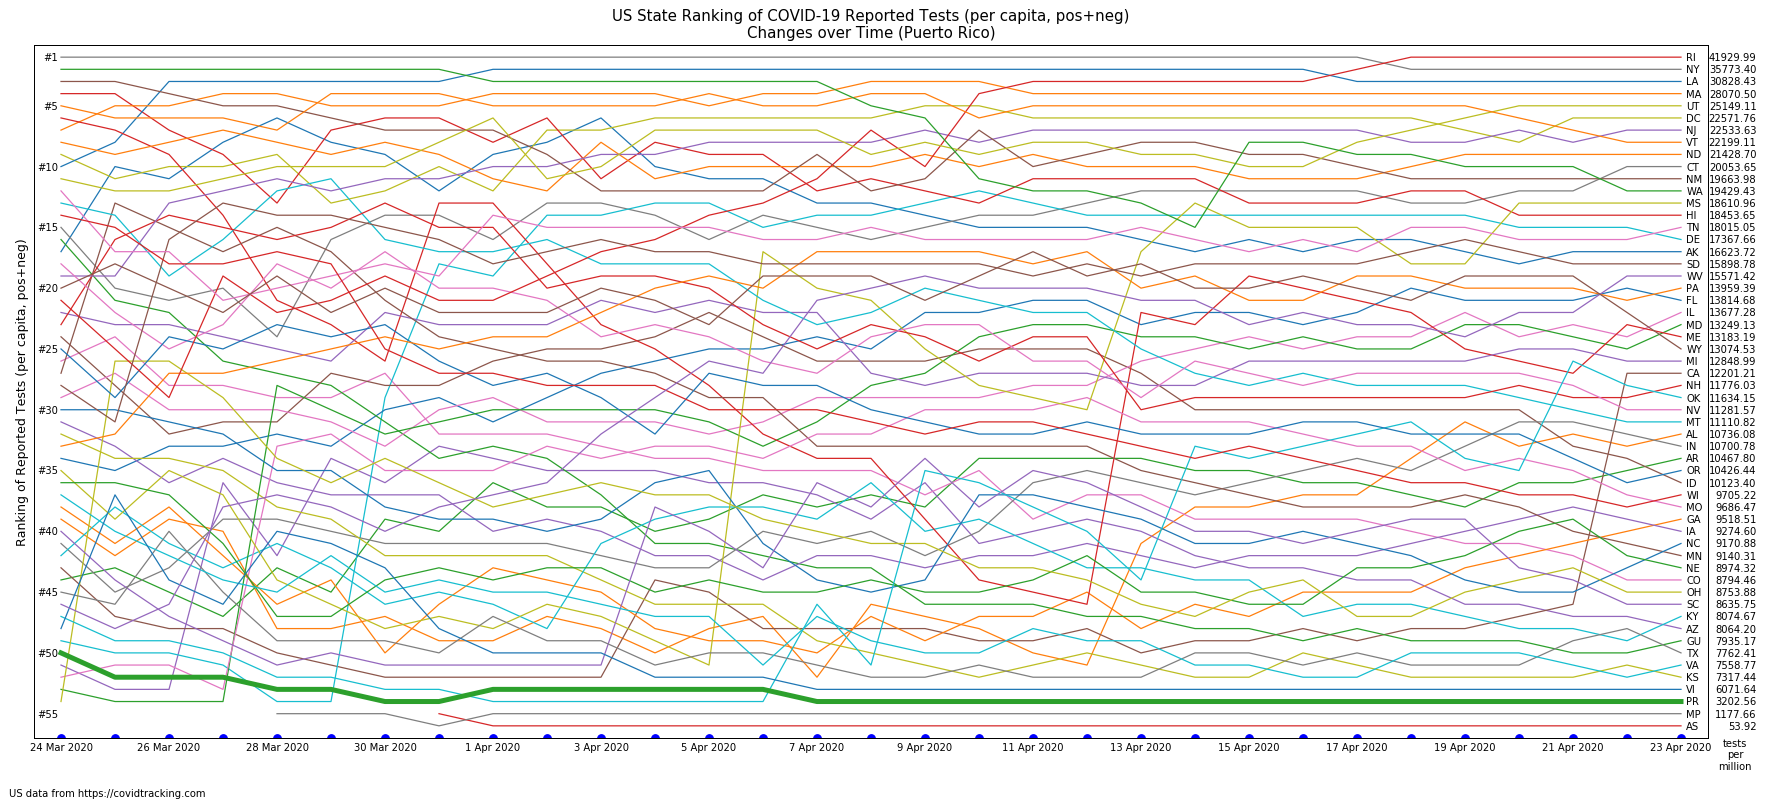 US State Ranking of COVID-19 Reported Tests (per capita, pos+neg)
Changes over Time (Puerto Rico)
Ranking of Reported Tests (per capita, pos+neg)
#1
#5
#10
#15
#20
#25
#30
#35
#40
#45
#50
#55
RI 41929.99
NY 35773.40
LA 30828.43
MA 28070.50
UT 25149.11
DC 22571.76
NJ 22533.63
VT 22199.11
ND 21428.70
CT 20053.65
NM 19663.98
WA 19429.43
MS 18610.96
HI 18453.65
TN 18015.05
DE 17367.66
AK 16623.72
SD 15898.78
WV 15571.42
PA 13959.39
FL 13814.68
IL 13677.28
MD 13249.13
ME 13183.19
WY 13074.53
MI 12848.99
CA 12201.21
NH 11776.03
OK 11634.15
NV 11281.57
MT 11110.82
AL 10736.08
IN 10700.78
AR 10467.80
OR 10426.44
ID 10123.40
WI 9705.22
MO 9686.47
GA 9518.51
IA 9274.60
NC 9170.88
MN 9140.31
NE 8974.32
CO 8794.46
OH 8753.88
SC 8635.75
KY 8074.67
AZ 8064.20
GU 7935.17
TX 7762.41
VA 7558.77
KS 7317.44
VI 6071.64
PR 3202.56
MP 1177.66
AS 53.92
24 Mar 2020 26 Mar 2020 28 Mar 2020 30 Mar 2020 1 Apr 2020 3 Apr 2020 5 Apr 2020 7 Apr 2020 9 Apr 2020 11 Apr 2020 13 Apr 2020 15 Apr 2020 17 Apr 2020 19 Apr 2020 21 Apr 2020 23 Apr 2020
tests
per
million
US data from https://covidtracking.com